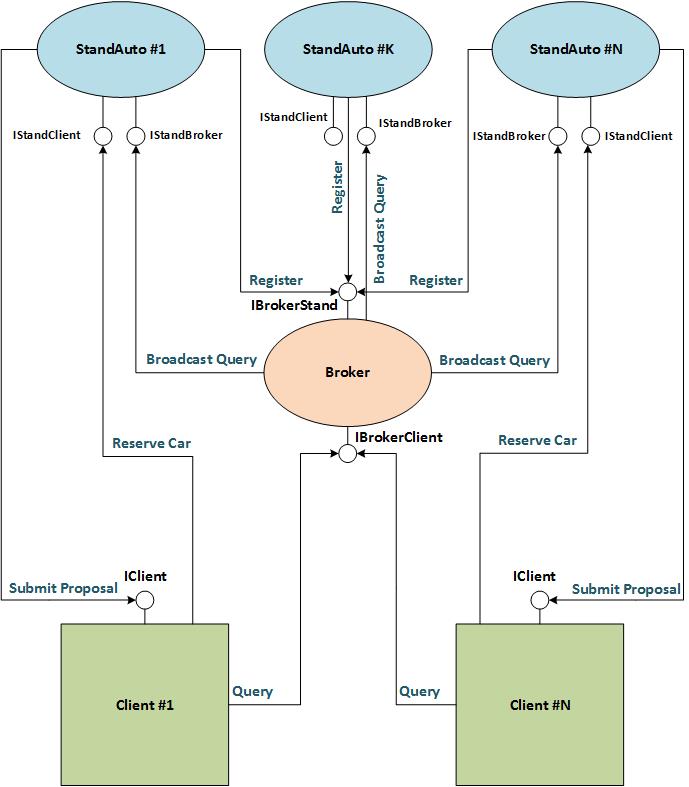 StandAuto #1
StandAuto #K
StandAuto #N
IStandClient
IStandBroker
IStandClient
IStandBroker
IStandBroker
IStandClient
Register
Broadcast Query
Register
Register
IBrokerStand
Broadcast Query
Broker
Broadcast Query
IBrokerClient
Reserve Car
Reserve Car
IClient
IClient
Submit Proposal
Submit Proposal
Query
Query
Client #1
Client #N